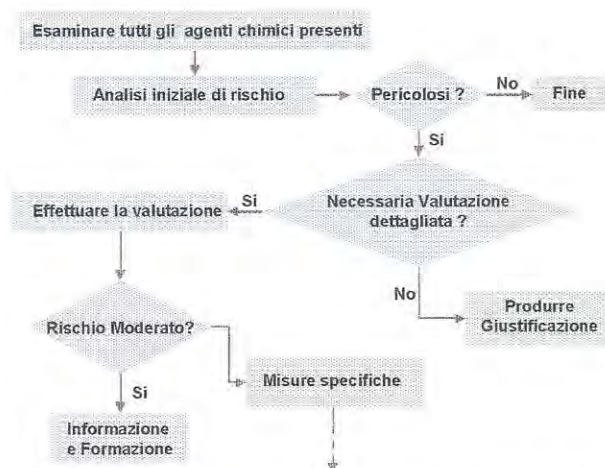 Esaminare tutti gli agenti chimici presenti
Analisi iniziale di rischio
Pericolosi ?
No
Fine
Si
Necessaria Valutazione
dettagliata ?
Si
Effettuare la valutazione
No
Produrre
Giustificazione
Rischio Moderato?
Misure specifiche
Si
Informazione
e Formazione